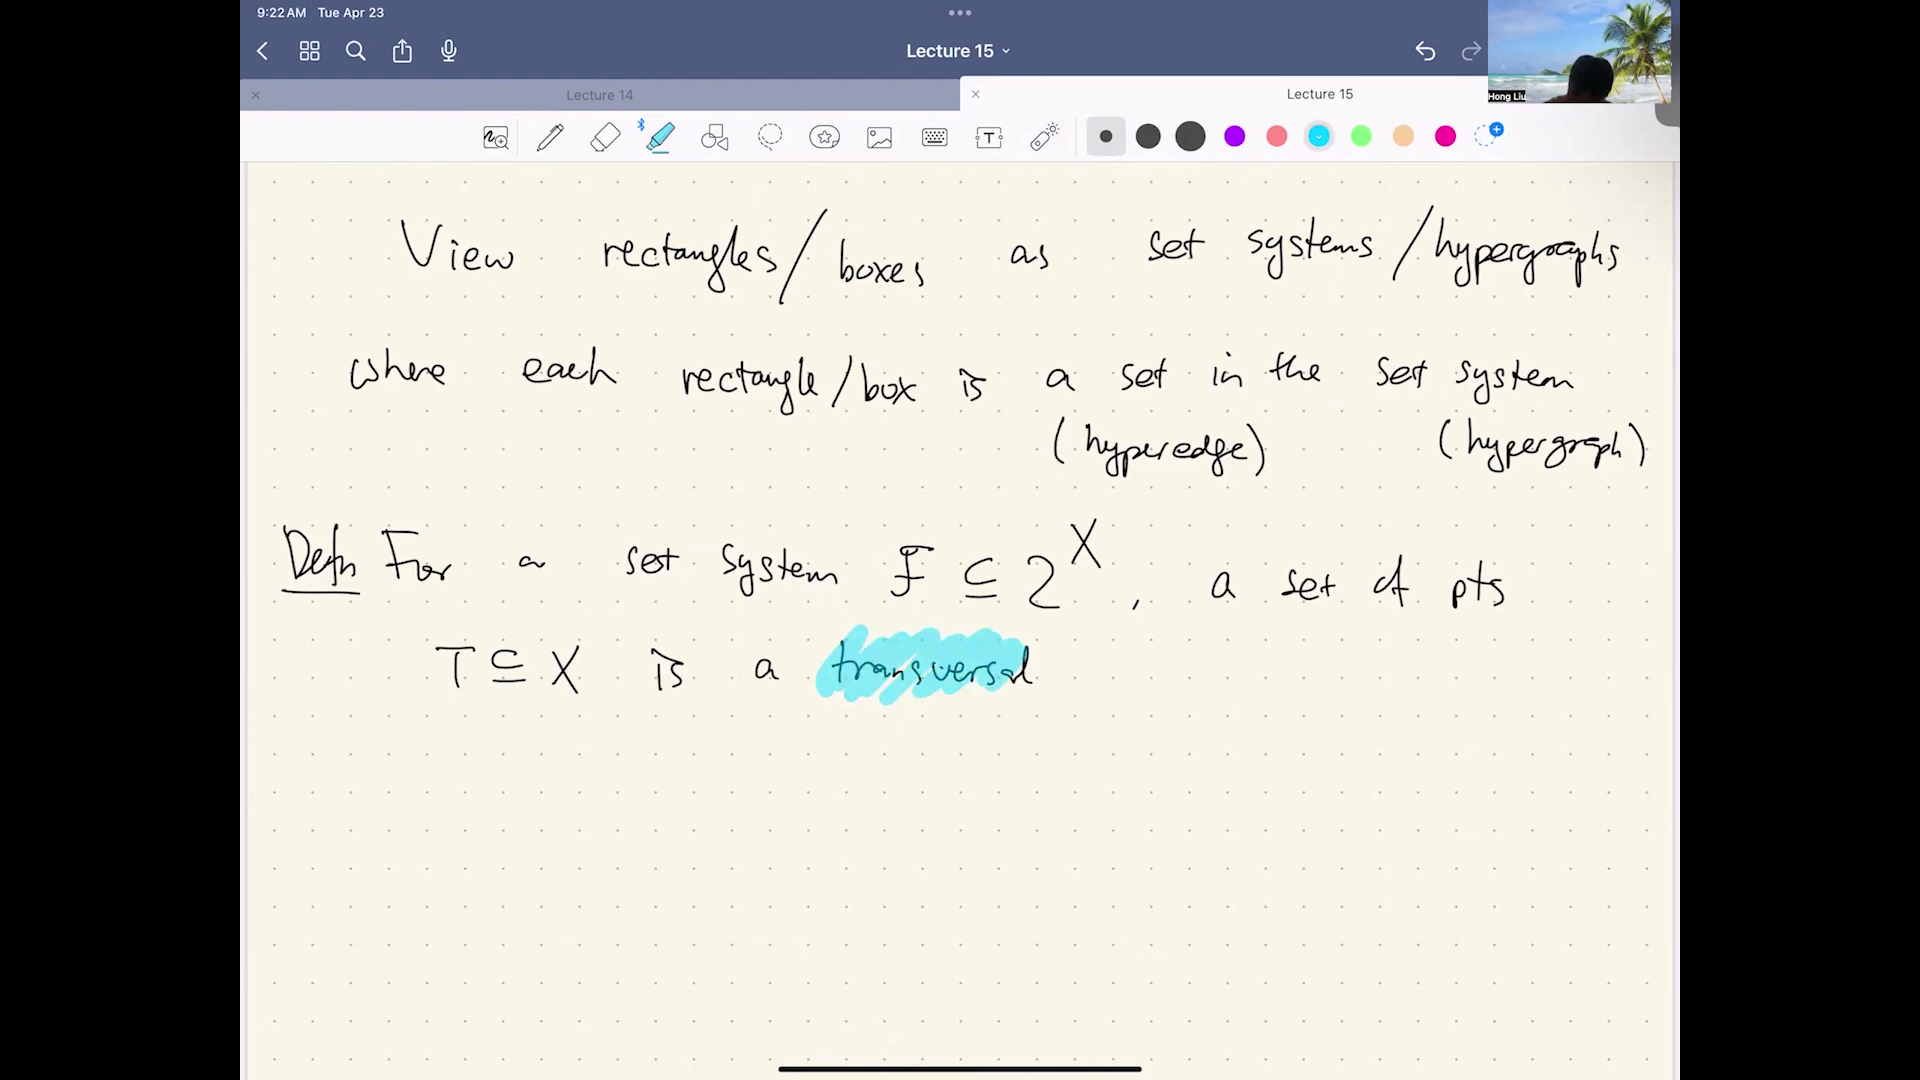 9:22 AM Tue Apr 23
Lecture 15
Lecture 14
Lecture 15
Hong Liu
View rectangles/boxes as set systems/hypergraphs
where each rectangle/box is a set in the set system
(hyperedge) (hypergraph)
Defn For a set system F ⊆ 2^X, a set of pts
T ⊆ X is a transversal